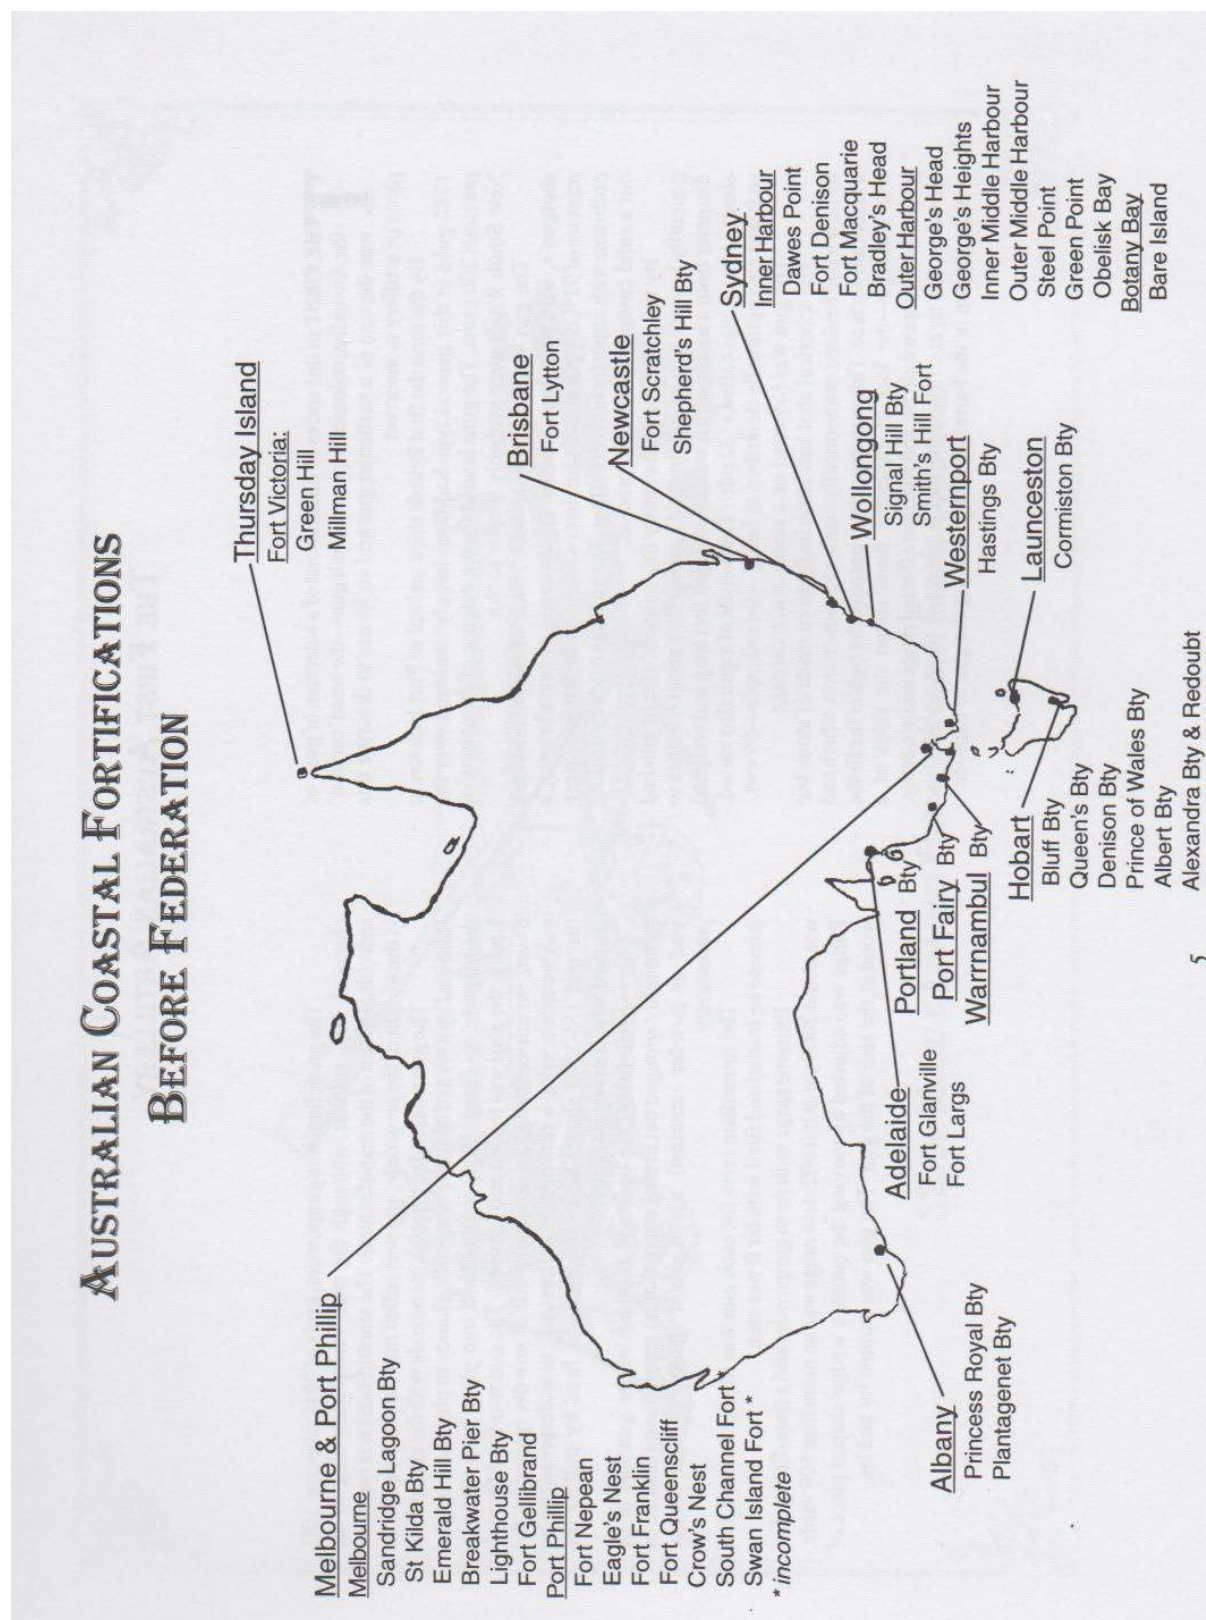 AUSTRALIAN COASTAL FORTIFICATIONS
BEFORE FEDERATION
Thursday Island
Fort Victoria:
Green Hill
Millman Hill
Brisbane
Fort Lytton
Newcastle
Fort Scratchley
Shepherd's Hill Bty
Sydney
Inner Harbour
Dawes Point
Fort Denison
Fort Macquarie
Bradley's Head
Outer Harbour
George's Head
George's Heights
Inner Middle Harbour
Outer Middle Harbour
Steel Point
Green Point
Obelisk Bay
Botany Bay
Bare Island
Wollongong
Signal Hill Bty
Smith's Hill Fort
Westernport
Hastings Bty
Launceston
Cormiston Bty
Melbourne & Port Phillip
Melbourne
Sandridge Lagoon Bty
St Kilda Bty
Emerald Hill Bty
Breakwater Pier Bty
Lighthouse Bty
Fort Gellibrand
Port Phillip
Fort Nepean
Eagle's Nest
Fort Franklin
Fort Queenscliff
Crow's Nest
South Channel Fort *
Swan Island Fort *
* incomplete
Adelaide
Fort Glanville
Fort Largs
Portland Bty
Port Fairy Bty
Warrnambul Bty
Hobart
Bluff Bty
Queen's Bty
Denison Bty
Prince of Wales Bty
Albert Bty
Alexandra Bty & Redoubt
Albany
Princess Royal Bty
Plantagenet Bty
5